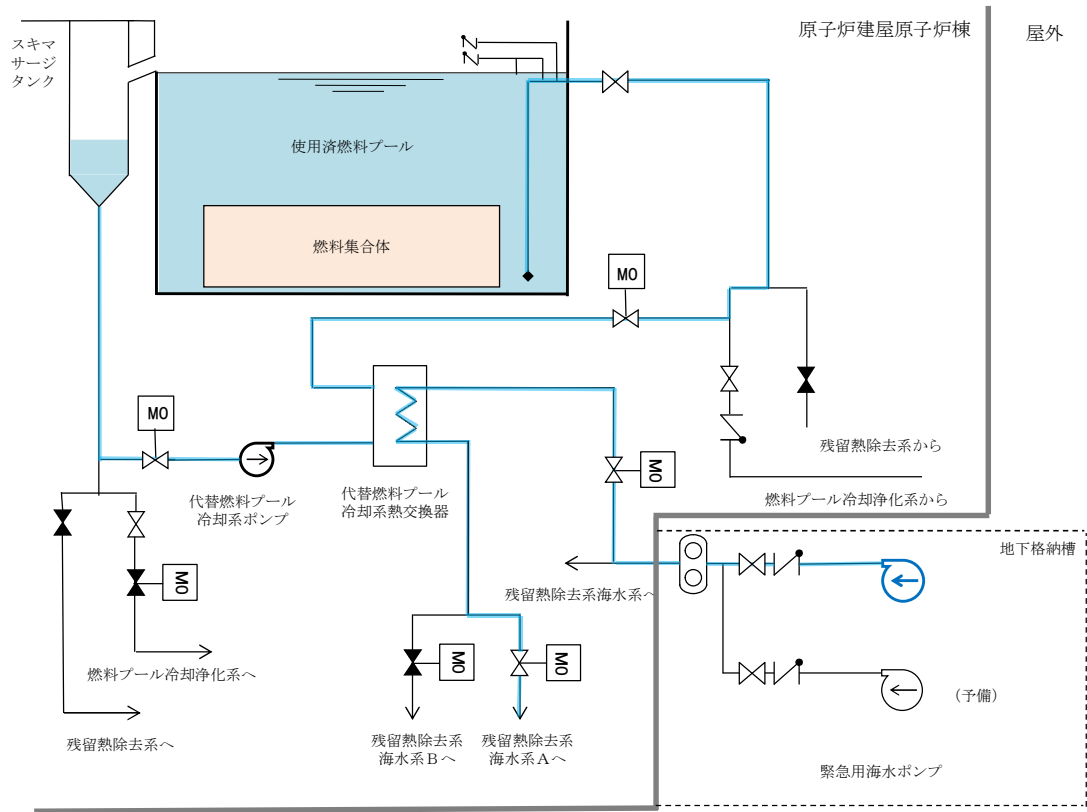 スキマ
サージ
タンク
原子炉建屋原子炉棟
屋外
使用済燃料プール
燃料集合体
MO
MO
代替燃料プール
冷却系ポンプ
代替燃料プール
冷却系熱交換器
MO
残留熱除去系から
燃料プール冷却浄化系から
地下格納槽
MO
残留熱除去系海水系へ
燃料プール冷却浄化系へ
MO
MO
（予備）
残留熱除去系へ
残留熱除去系
海水系Ｂへ
残留熱除去系
海水系Ａへ
緊急用海水ポンプ